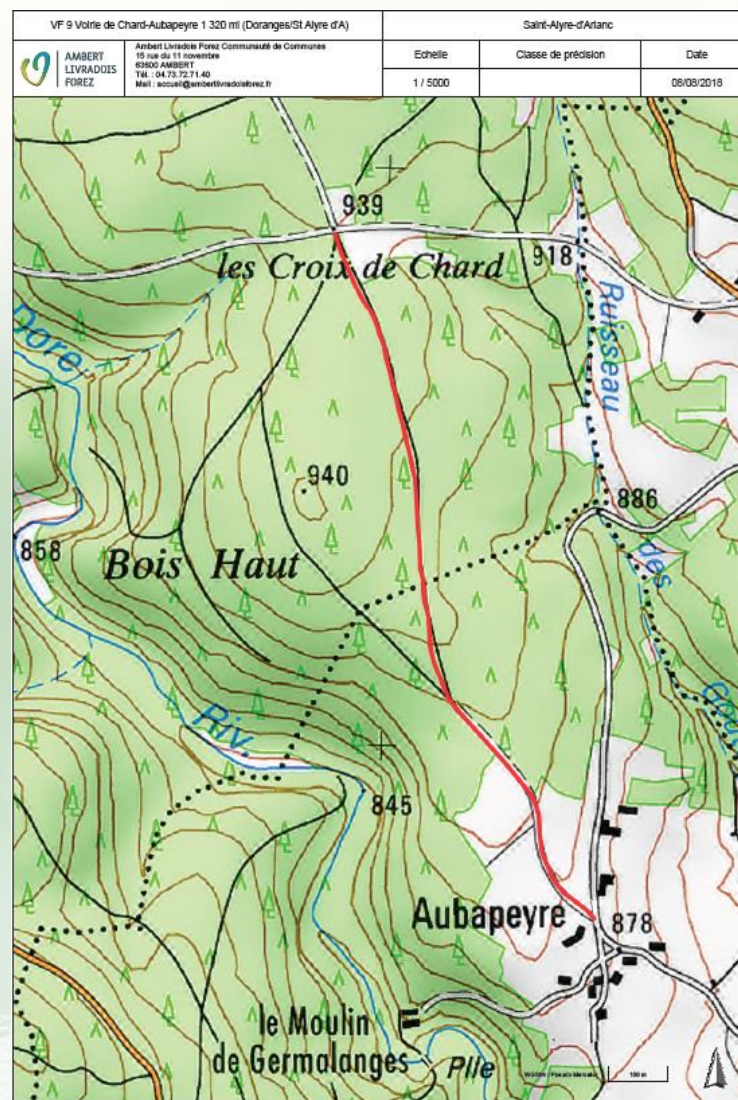 VF 9 Voirie de Chard-Aubapeyre 1 320 ml (Doranges/St Alyre d'A)
Saint-Alyre-d'Arlanc
AMBERT
LIVRADOIS
FOREZ
Ambert Livradois Forez Communauté de Communes
15 rue du 11 novembre
63600 AMBERT
Tél. : 04.73.72.71.40
Mail : accueil@ambertlivradoisforez.fr
Echelle
Classe de précision
Date
1 / 5000
08/08/2018
939
les Croix de Chard
918
Dore
Ruisseau
940
886
858
Bois Haut
des
Riv.
845
Aubapeyre
878
le Moulin
de Germalanges
Plle
100 m